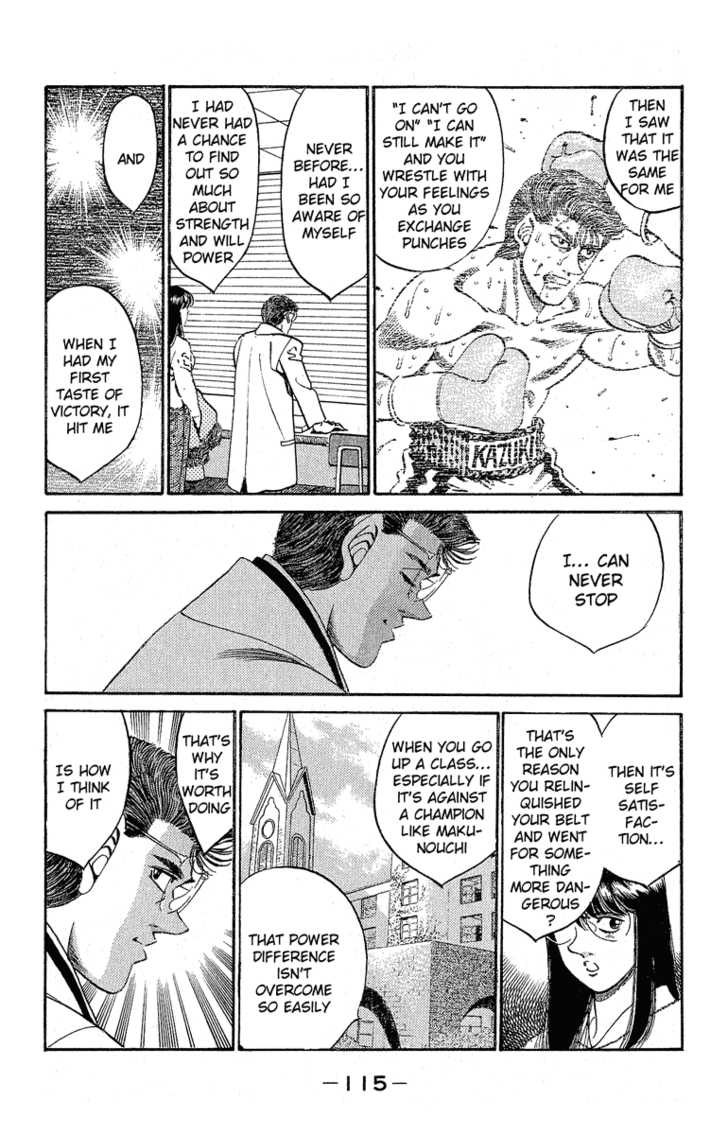 THEN
I SAW
THAT IT
WAS THE
SAME
FOR ME
"I CAN'T GO
ON" "I CAN
STILL MAKE IT"
AND YOU
WRESTLE WITH
YOUR FEELINGS
AS YOU
EXCHANGE
PUNCHES
KAZUKI
NEVER
BEFORE...
HAD I
BEEN SO
AWARE OF
MYSELF
I HAD
NEVER HAD
A CHANCE
TO FIND
OUT SO
MUCH
ABOUT
STRENGTH
AND WILL
POWER
AND
WHEN I
HAD MY
FIRST
TASTE OF
VICTORY, IT
HIT ME
I... CAN
NEVER
STOP
THEN IT'S
SELF
SATIS-
FAC-
TION...
THAT'S
THE ONLY
REASON
YOU RELIN-
QUISHED
YOUR BELT
AND WENT
FOR SOME-
THING
MORE DAN-
GEROUS
?
WHEN YOU GO
UP A CLASS...
ESPECIALLY IF
IT'S AGAINST
A CHAMPION
LIKE MAKU-
NOUCHI
THAT POWER
DIFFERENCE
ISN'T
OVERCOME
SO EASILY
THAT'S
WHY
IT'S
WORTH
DOING
IS HOW
I THINK
OF IT
—115—